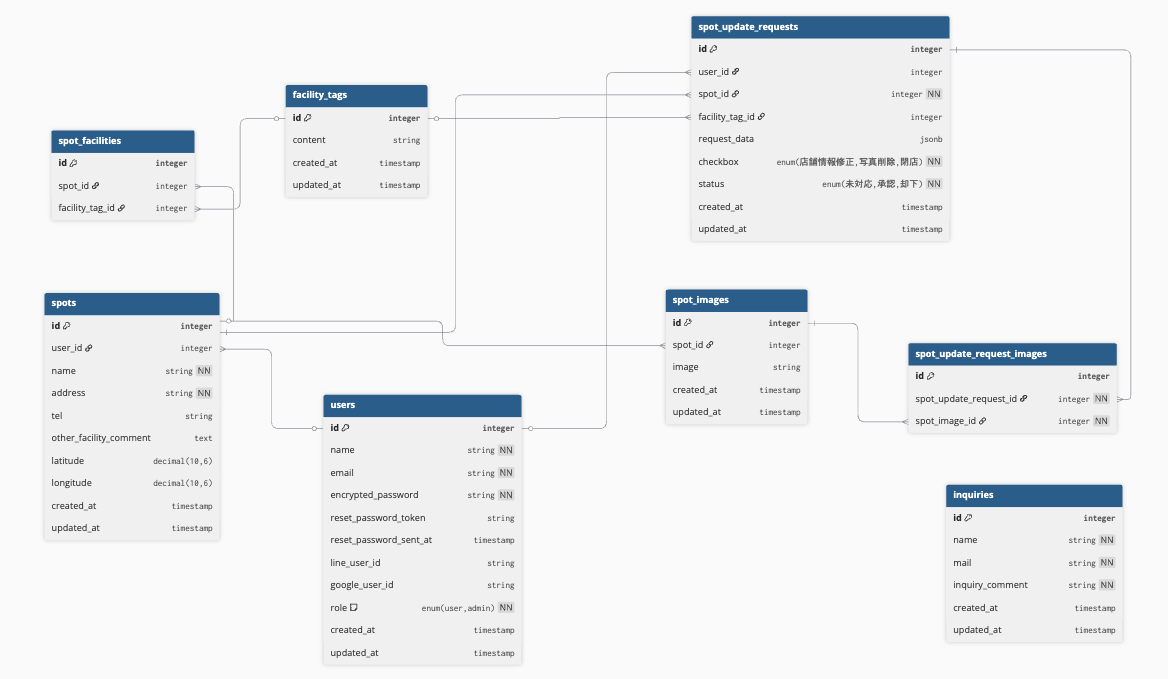 spot_update_requests
id integer
user_id integer
spot_id integer NN
facility_tag_id integer
request_data jsonb
checkbox enum(店舗情報修正,写真削除,閉店) NN
status enum(未対応,承認,却下) NN
created_at timestamp
updated_at timestamp
facility_tags
id integer
content string
created_at timestamp
updated_at timestamp
spot_facilities
id integer
spot_id integer
facility_tag_id integer
spots
id integer
user_id integer
name string NN
address string NN
tel string
other_facility_comment text
latitude decimal(10,6)
longitude decimal(10,6)
created_at timestamp
updated_at timestamp
users
id integer
name string NN
email string NN
encrypted_password string NN
reset_password_token string
reset_password_sent_at timestamp
line_user_id string
google_user_id string
role enum(user,admin) NN
created_at timestamp
updated_at timestamp
spot_images
id integer
spot_id integer
image string
created_at timestamp
updated_at timestamp
spot_update_request_images
id integer
spot_update_request_id integer NN
spot_image_id integer NN
inquiries
id integer
name string NN
mail string NN
inquiry_comment string NN
created_at timestamp
updated_at timestamp